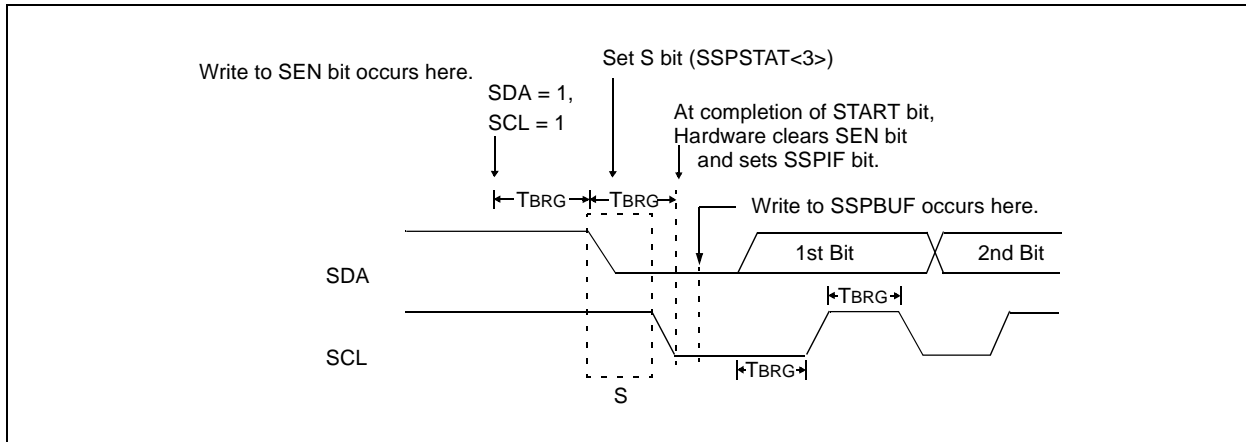 Write to SEN bit occurs here.
Set S bit (SSPSTAT<3>)
SDA = 1,
SCL = 1
At completion of START bit,
Hardware clears SEN bit
and sets SSPIF bit.
TBRG
TBRG
Write to SSPBUF occurs here.
SDA
1st Bit
2nd Bit
TBRG
SCL
TBRG
S